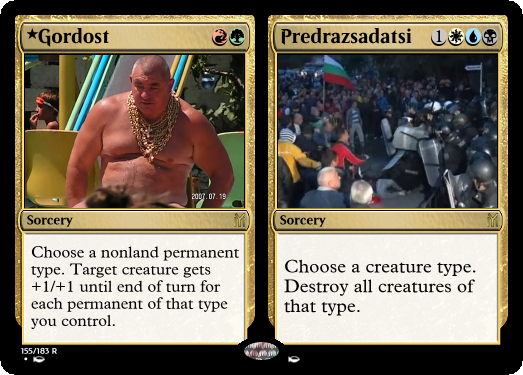 *Gordost
2007.07.19
Sorcery
Choose a nonland permanent
type. Target creature gets
+1/+1 until end of turn for
each permanent of that type
you control.
155/183 R
Predrazsadatsi 1
Sorcery
Choose a creature type.
Destroy all creatures of
that type.